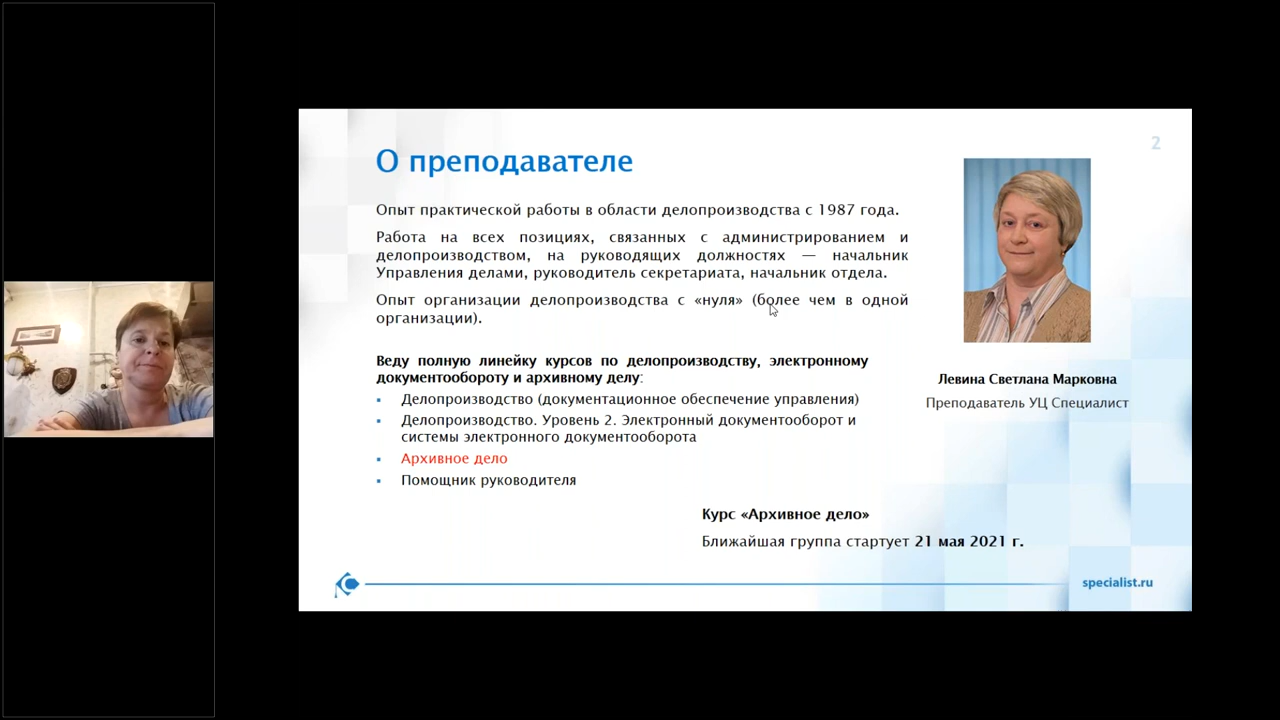 2
О преподавателе
Опыт практической работы в области делопроизводства с 1987 года.
Работа на всех позициях, связанных с администрированием и
делопроизводством, на руководящих должностях — начальник
Управления делами, руководитель секретариата, начальник отдела.
Опыт организации делопроизводства с «нуля» (более чем в одной
организации).
Веду полную линейку курсов по делопроизводству, электронному
документообороту и архивному делу:
Делопроизводство (документационное обеспечение управления)
Делопроизводство. Уровень 2. Электронный документооборот и
системы электронного документооборота
Архивное дело
Помощник руководителя
Левина Светлана Марковна
Преподаватель УЦ Специалист
Курс «Архивное дело»
Ближайшая группа стартует 21 мая 2021 г.
specialist.ru